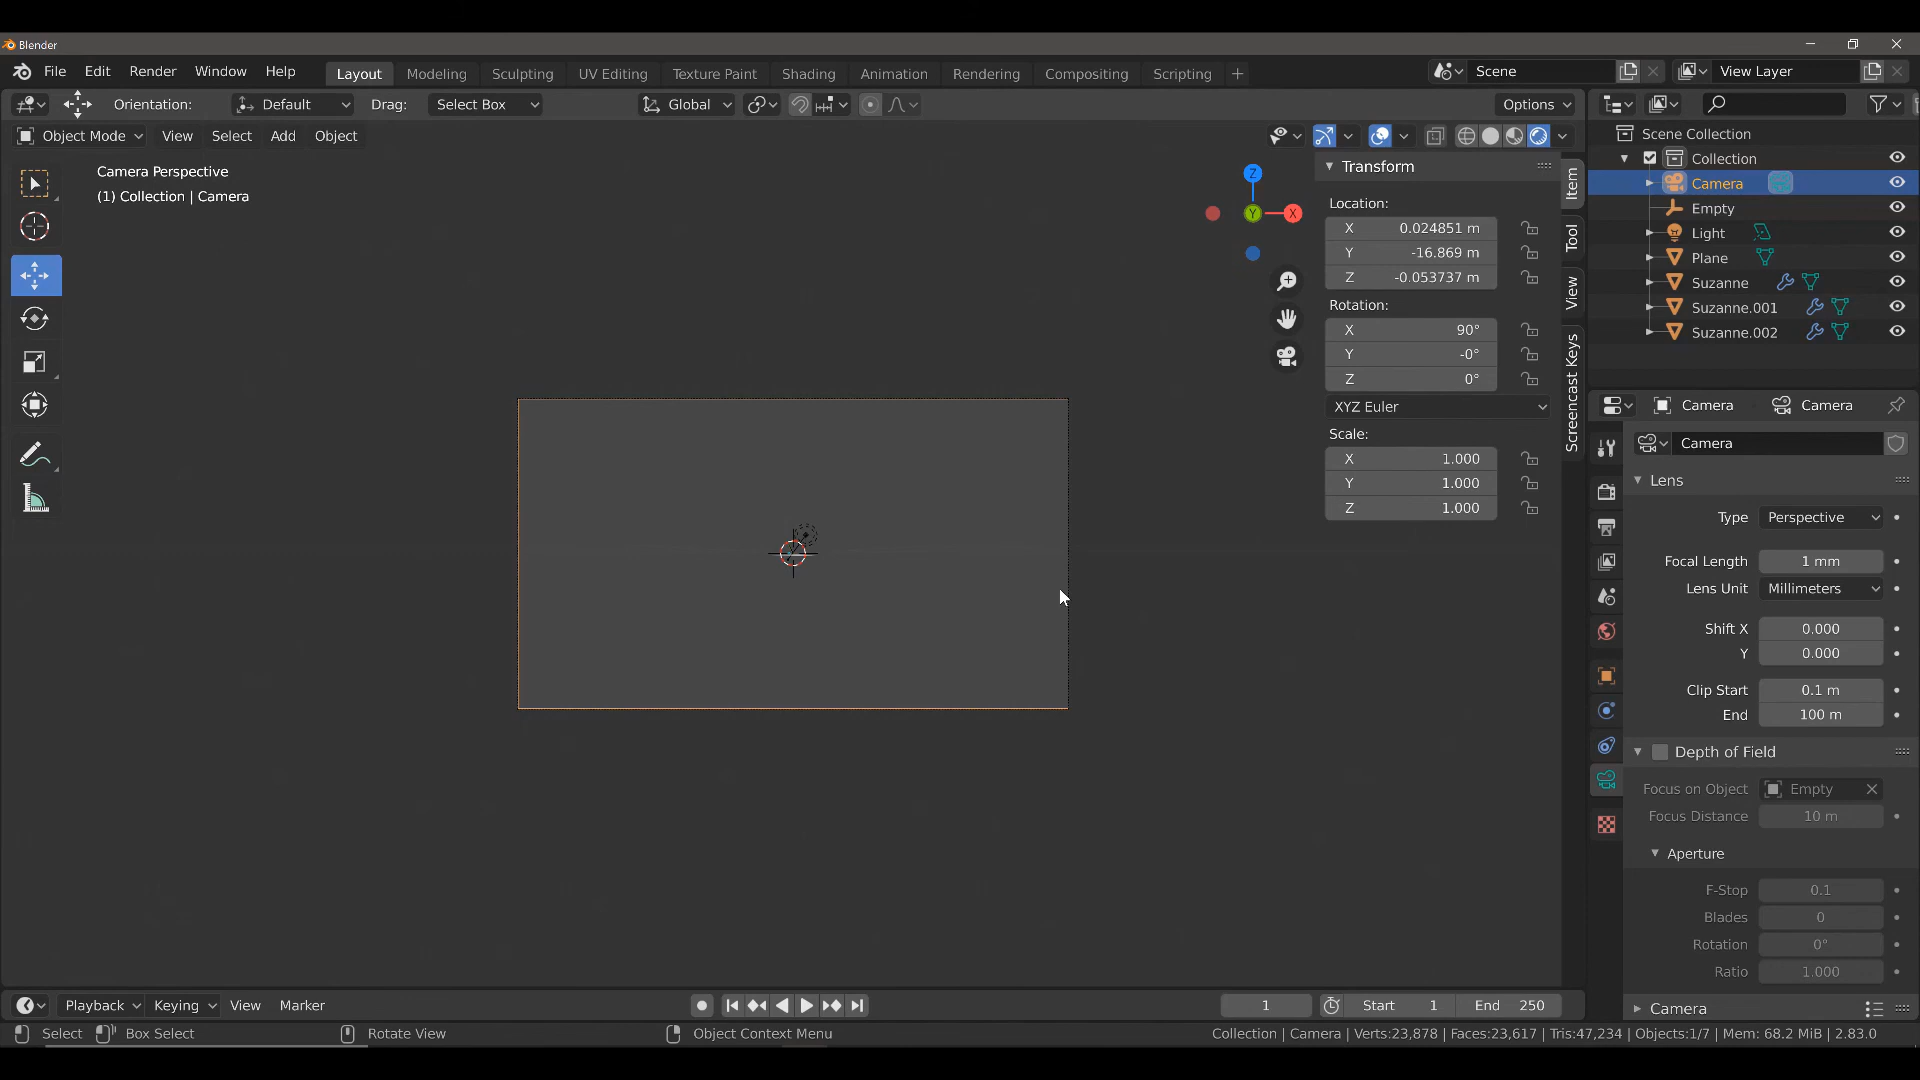 Blender
File Edit Render Window Help Layout Modeling Sculpting UV Editing Texture Paint Shading Animation Rendering Compositing Scripting + Scene View Layer
Orientation: Default Drag: Select Box Global Options
Object Mode View Select Add Object
Camera Perspective
(1) Collection | Camera
Z
Y
X
Transform
Location:
X 0.024851 m
Y -16.869 m
Z -0.053737 m
Rotation:
X 90°
Y -0°
Z 0°
XYZ Euler
Scale:
X 1.000
Y 1.000
Z 1.000
Item
Tool
View
Screencast Keys
Scene Collection
Collection
Camera
Empty
Light
Plane
Suzanne
Suzanne.001
Suzanne.002
Camera Camera
Camera
Lens
Type Perspective
Focal Length 1 mm
Lens Unit Millimeters
Shift X 0.000
Y 0.000
Clip Start 0.1 m
End 100 m
Depth of Field
Focus on Object Empty
Focus Distance 10 m
Aperture
F-Stop 0.1
Blades 0
Rotation 0°
Ratio 1.000
Camera
Playback Keying View Marker 1 Start 1 End 250
Select Box Select Rotate View Object Context Menu Collection | Camera | Verts:23,878 | Faces:23,617 | Tris:47,234 | Objects:1/7 | Mem: 68.2 MiB | 2.83.0